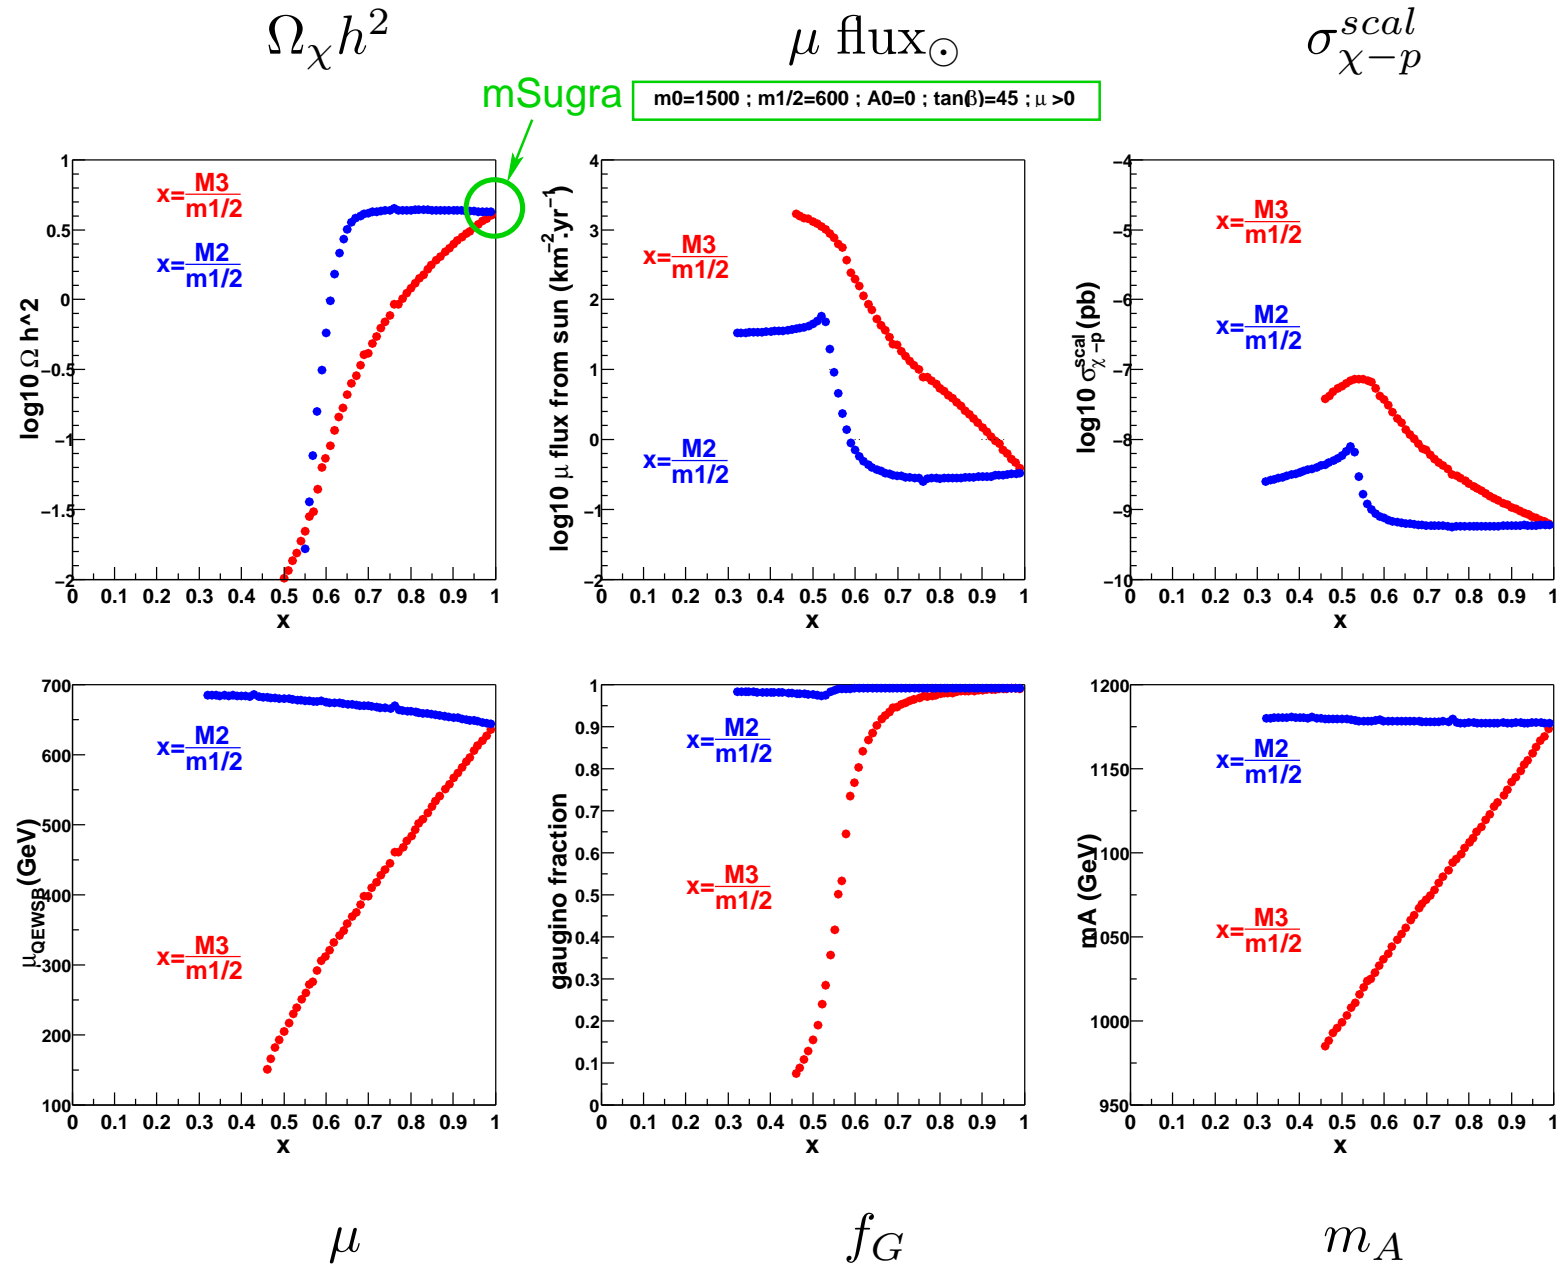 Ωχh²
μ flux⊙
σ^scal_χ−p
mSugra
m0=1500 ; m1/2=600 ; A0=0 ; tan(β)=45 ; μ >0
log10 Ω h^2
1
0.5
0
−0.5
−1
−1.5
−2
x=M3/m1/2
x=M2/m1/2
0 0.1 0.2 0.3 0.4 0.5 0.6 0.7 0.8 0.9 1
x
log10 μ flux from sun (km⁻².yr⁻¹)
4
3
2
1
0
−1
−2
x=M3/m1/2
x=M2/m1/2
0 0.1 0.2 0.3 0.4 0.5 0.6 0.7 0.8 0.9 1
x
log10 σ^scal_χ−p (pb)
−4
−5
−6
−7
−8
−9
−10
x=M3/m1/2
x=M2/m1/2
0 0.1 0.2 0.3 0.4 0.5 0.6 0.7 0.8 0.9 1
x
μQEWSB (GeV)
700
600
500
400
300
200
100
x=M2/m1/2
x=M3/m1/2
0 0.1 0.2 0.3 0.4 0.5 0.6 0.7 0.8 0.9 1
x
gaugino fraction
1
0.9
0.8
0.7
0.6
0.5
0.4
0.3
0.2
0.1
0
x=M2/m1/2
x=M3/m1/2
0 0.1 0.2 0.3 0.4 0.5 0.6 0.7 0.8 0.9 1
x
mA (GeV)
1200
1150
1100
1050
1000
950
x=M2/m1/2
x=M3/m1/2
0 0.1 0.2 0.3 0.4 0.5 0.6 0.7 0.8 0.9 1
x
μ
f_G
m_A